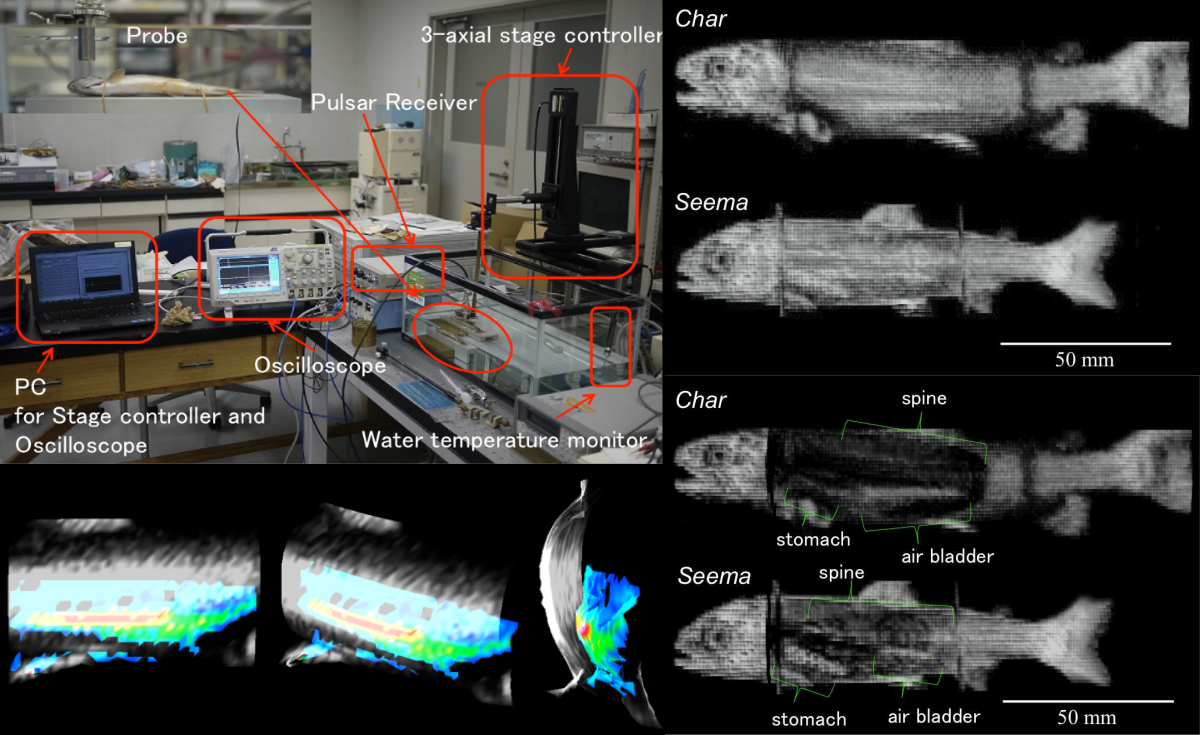 Probe
3-axial stage controller
Pulsar Receiver
Oscilloscope
PC
for Stage controller and
Oscilloscope
Water temperature monitor
Char
Seema
50 mm
Char
spine
stomach
air bladder
Seema
spine
stomach
air bladder
50 mm